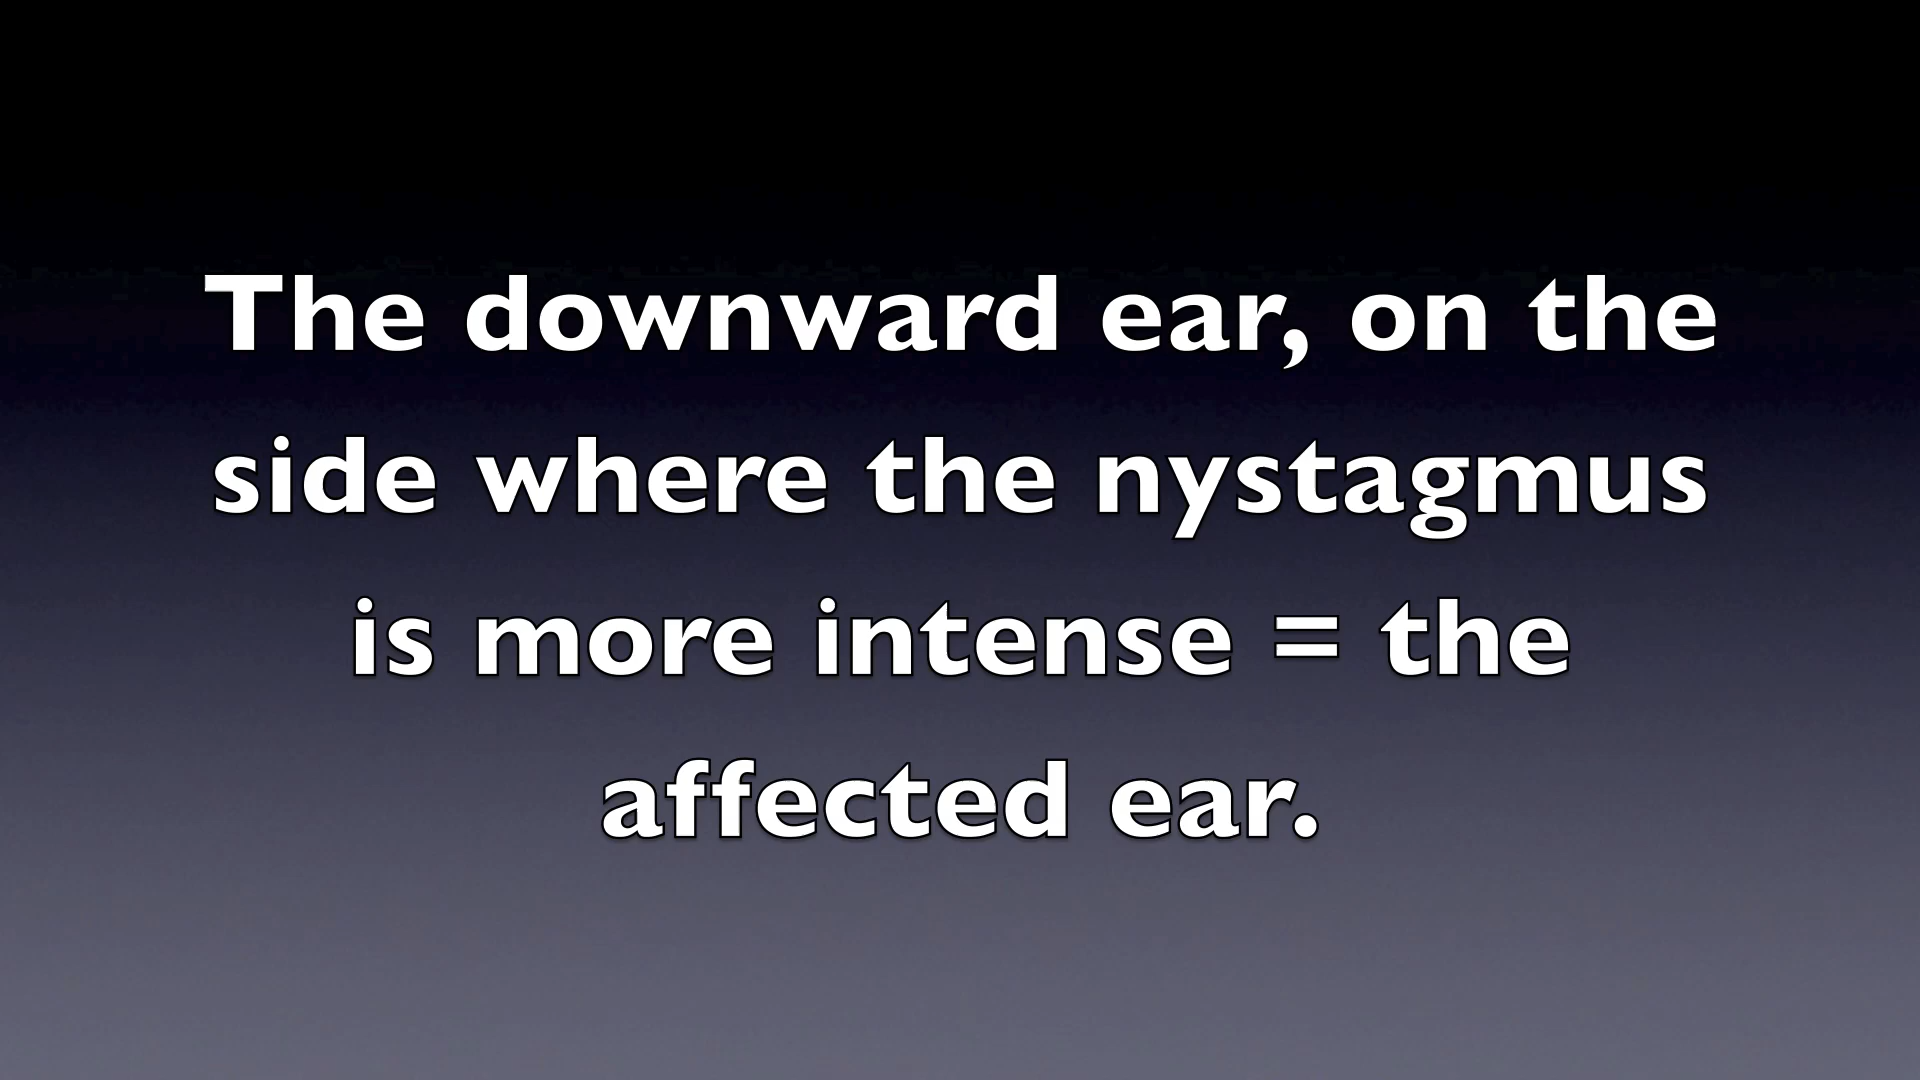 The downward ear, on the
side where the nystagmus
is more intense = the
affected ear.